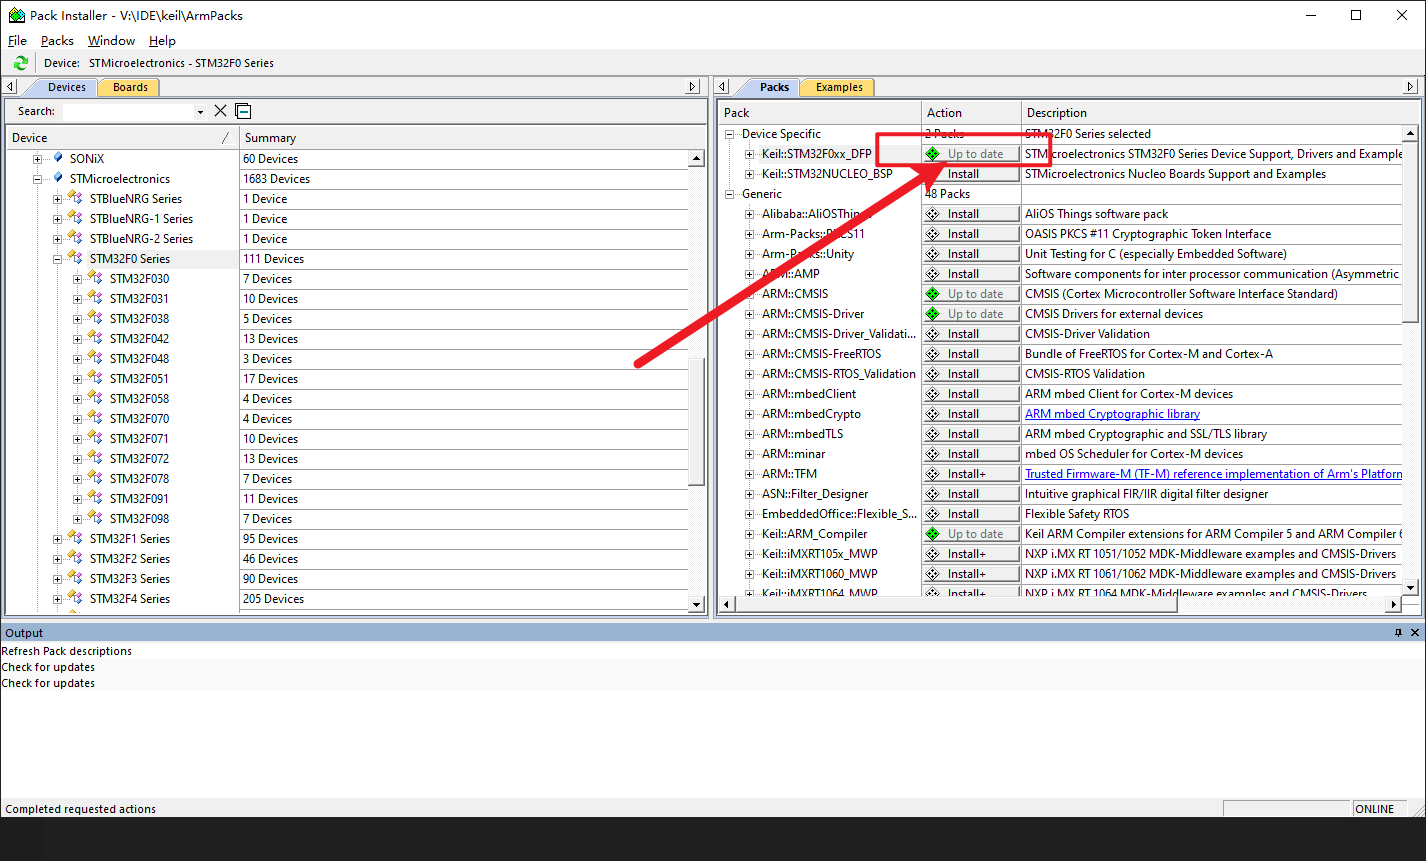 Pack Installer - V:\IDE\keil\ArmPacks
File Packs Window Help
Device: STMicroelectronics - STM32F0 Series
Devices Boards
Search:
Device Summary
SONiX 60 Devices
STMicroelectronics 1683 Devices
STBlueNRG Series 1 Device
STBlueNRG-1 Series 1 Device
STBlueNRG-2 Series 1 Device
STM32F0 Series 111 Devices
STM32F030 7 Devices
STM32F031 10 Devices
STM32F038 5 Devices
STM32F042 13 Devices
STM32F048 3 Devices
STM32F051 17 Devices
STM32F058 4 Devices
STM32F070 4 Devices
STM32F071 10 Devices
STM32F072 13 Devices
STM32F078 7 Devices
STM32F091 11 Devices
STM32F098 7 Devices
STM32F1 Series 95 Devices
STM32F2 Series 46 Devices
STM32F3 Series 90 Devices
STM32F4 Series 205 Devices
Packs Examples
Pack Action Description
Device Specific 2 Packs STM32F0 Series selected
Keil::STM32F0xx_DFP Up to date STMicroelectronics STM32F0 Series Device Support, Drivers and Example
Keil::STM32NUCLEO_BSP Install STMicroelectronics Nucleo Boards Support and Examples
Generic 48 Packs
Alibaba::AliOSThings Install AliOS Things software pack
Arm-Packs::PKCS11 Install OASIS PKCS #11 Cryptographic Token Interface
Arm-Packs::Unity Install Unit Testing for C (especially Embedded Software)
ARM::AMP Install Software components for inter processor communication (Asymmetric
ARM::CMSIS Up to date CMSIS (Cortex Microcontroller Software Interface Standard)
ARM::CMSIS-Driver Up to date CMSIS Drivers for external devices
ARM::CMSIS-Driver_Validati... Install CMSIS-Driver Validation
ARM::CMSIS-FreeRTOS Install Bundle of FreeRTOS for Cortex-M and Cortex-A
ARM::CMSIS-RTOS_Validation Install CMSIS-RTOS Validation
ARM::mbedClient Install ARM mbed Client for Cortex-M devices
ARM::mbedCrypto Install ARM mbed Cryptographic library
ARM::mbedTLS Install ARM mbed Cryptographic and SSL/TLS library
ARM::minar Install mbed OS Scheduler for Cortex-M devices
ARM::TFM Install+ Trusted Firmware-M (TF-M) reference implementation of Arm's Platforn
ASN::Filter_Designer Install Intuitive graphical FIR/IIR digital filter designer
EmbeddedOffice::Flexible_S... Install Flexible Safety RTOS
Keil::ARM_Compiler Up to date Keil ARM Compiler extensions for ARM Compiler 5 and ARM Compiler 6
Keil::iMXRT105x_MWP Install+ NXP i.MX RT 1051/1052 MDK-Middleware examples and CMSIS-Drivers
Keil::iMXRT1060_MWP Install+ NXP i.MX RT 1061/1062 MDK-Middleware examples and CMSIS-Drivers
Keil::iMXRT1064_MWP Install+ NXP i.MX RT 1064 MDK-Middleware examples and CMSIS-Drivers
Output
Refresh Pack descriptions
Check for updates
Check for updates
Completed requested actions ONLINE